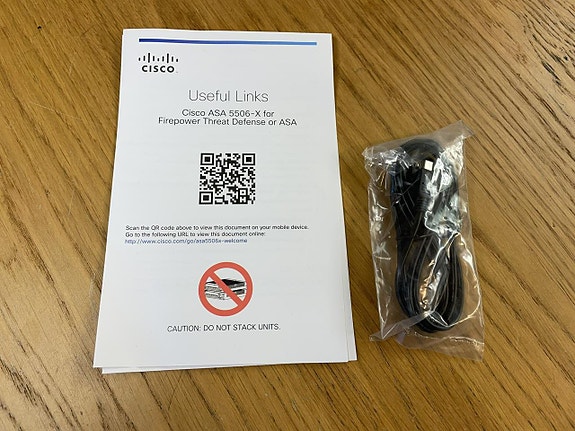 CISCO
Useful Links
Cisco ASA 5506-X for
Firepower Threat Defense or ASA
Scan the QR code above to view this document on your mobile device.
Go to the following URL to view this document online:
http://www.cisco.com/go/asa5506x-welcome
CAUTION: DO NOT STACK UNITS.